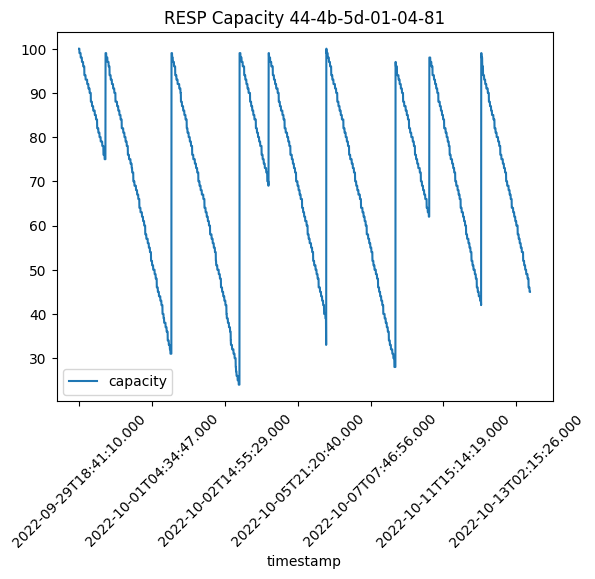 RESP Capacity 44-4b-5d-01-04-81
100
90
80
70
60
50
40
30
capacity
2022-09-29T18:41:10.000
2022-10-01T04:34:47.000
2022-10-02T14:55:29.000
2022-10-05T21:20:40.000
2022-10-07T07:46:56.000
2022-10-11T15:14:19.000
2022-10-13T02:15:26.000
timestamp